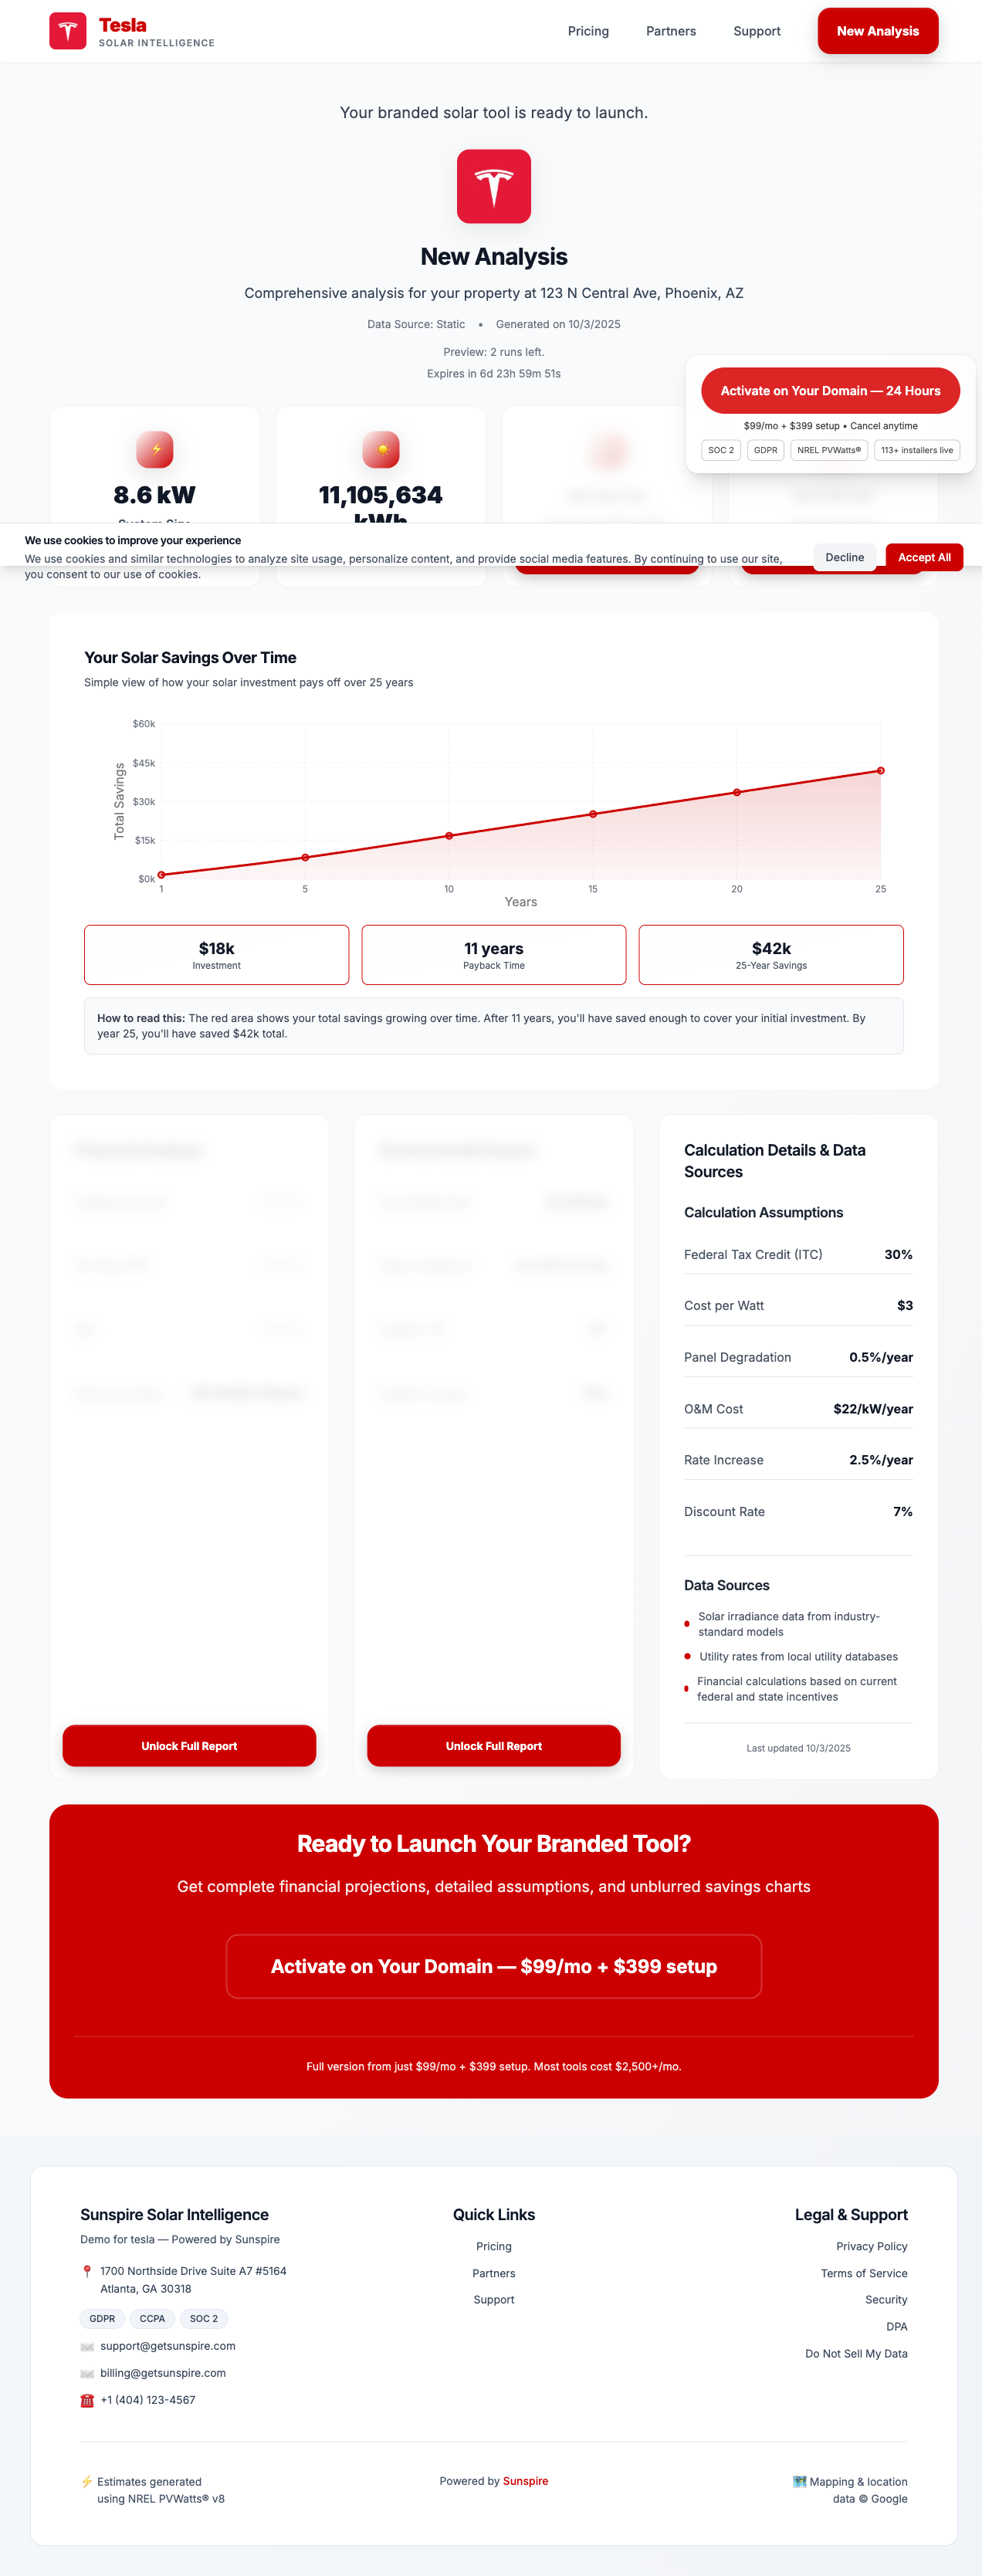 Tesla
SOLAR INTELLIGENCE
Pricing
Partners
Support
New Analysis
Your branded solar tool is ready to launch.
New Analysis
Comprehensive analysis for your property at 123 N Central Ave, Phoenix, AZ
Data Source: Static • Generated on 10/3/2025
Preview: 2 runs left.
Expires in 6d 23h 59m 51s
Activate on Your Domain — 24 Hours
$99/mo + $399 setup • Cancel anytime
SOC 2
GDPR
NREL PVWatts®
113+ installers live
8.6 kW
System Size
11,105,634
kWh
We use cookies to improve your experience
We use cookies and similar technologies to analyze site usage, personalize content, and provide social media features. By continuing to use our site,
you consent to our use of cookies.
Decline
Accept All
Your Solar Savings Over Time
Simple view of how your solar investment pays off over 25 years
Total Savings
$60k
$45k
$30k
$15k
$0k
1
5
10
15
20
25
Years
$18k
Investment
11 years
Payback Time
$42k
25-Year Savings
How to read this: The red area shows your total savings growing over time. After 11 years, you'll have saved enough to cover your initial investment. By
year 25, you'll have saved $42k total.
Unlock Full Report
Unlock Full Report
Calculation Details & Data
Sources
Calculation Assumptions
Federal Tax Credit (ITC) 30%
Cost per Watt $3
Panel Degradation 0.5%/year
O&M Cost $22/kW/year
Rate Increase 2.5%/year
Discount Rate 7%
Data Sources
Solar irradiance data from industry-
standard models
Utility rates from local utility databases
Financial calculations based on current
federal and state incentives
Last updated 10/3/2025
Ready to Launch Your Branded Tool?
Get complete financial projections, detailed assumptions, and unblurred savings charts
Activate on Your Domain — $99/mo + $399 setup
Full version from just $99/mo + $399 setup. Most tools cost $2,500+/mo.
Sunspire Solar Intelligence
Demo for tesla — Powered by Sunspire
1700 Northside Drive Suite A7 #5164
Atlanta, GA 30318
GDPR
CCPA
SOC 2
support@getsunspire.com
billing@getsunspire.com
+1 (404) 123-4567
Quick Links
Pricing
Partners
Support
Legal & Support
Privacy Policy
Terms of Service
Security
DPA
Do Not Sell My Data
Estimates generated
using NREL PVWatts® v8
Powered by Sunspire
Mapping & location
data © Google